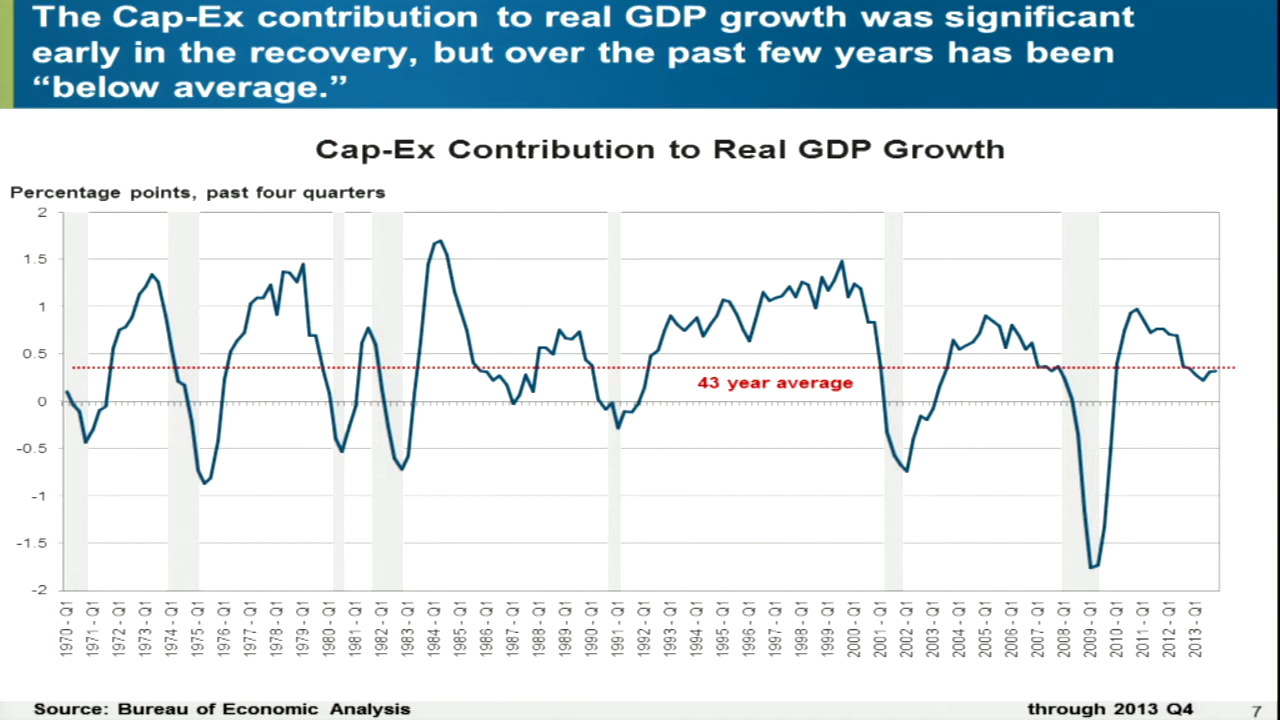 The Cap-Ex contribution to real GDP growth was significant
early in the recovery, but over the past few years has been
“below average.”
Cap-Ex Contribution to Real GDP Growth
Percentage points, past four quarters
2
1.5
1
0.5
0
-0.5
-1
-1.5
-2
43 year average
1970 - Q1
1971 - Q1
1972 - Q1
1973 - Q1
1974 - Q1
1975 - Q1
1976 - Q1
1977 - Q1
1978 - Q1
1979 - Q1
1980 - Q1
1981 - Q1
1982 - Q1
1983 - Q1
1984 - Q1
1985 - Q1
1986 - Q1
1987 - Q1
1988 - Q1
1989 - Q1
1990 - Q1
1991 - Q1
1992 - Q1
1993 - Q1
1994 - Q1
1995 - Q1
1996 - Q1
1997 - Q1
1998 - Q1
1999 - Q1
2000 - Q1
2001 - Q1
2002 - Q1
2003 - Q1
2004 - Q1
2005 - Q1
2006 - Q1
2007 - Q1
2008 - Q1
2009 - Q1
2010 - Q1
2011 - Q1
2012 - Q1
2013 - Q1
Source: Bureau of Economic Analysis
through 2013 Q4
7